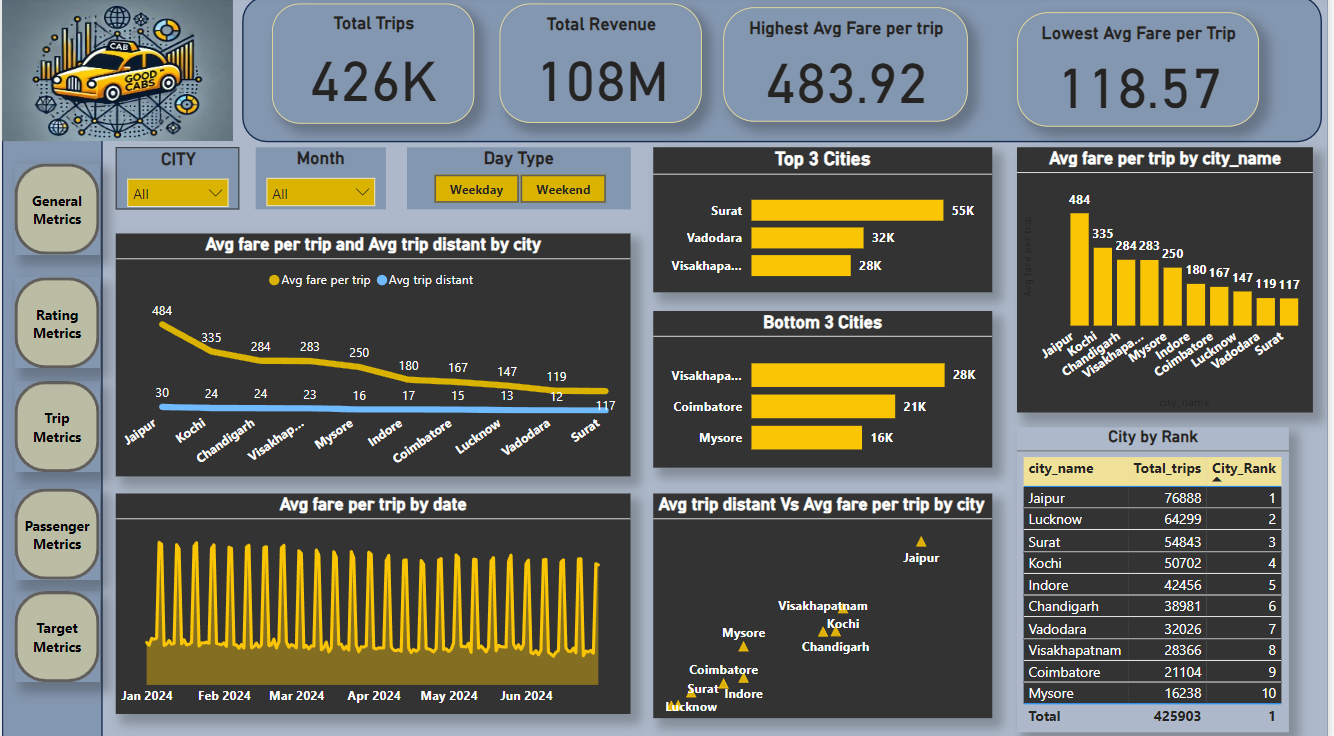 CAB
GOOD
CABS
Total Trips
426K
Total Revenue
108M
Highest Avg Fare per trip
483.92
Lowest Avg Fare per Trip
118.57
General
Metrics
Rating
Metrics
Trip
Metrics
Passenger
Metrics
Target
Metrics
CITY
All
Month
All
Day Type
Weekday
Weekend
Avg fare per trip and Avg trip distant by city
Avg fare per trip
Avg trip distant
484
335
284
283
250
180
167
147
119
117
30
24
24
23
16
17
15
13
12
Jaipur
Kochi
Chandigarh
Visakhap...
Mysore
Indore
Coimbatore
Lucknow
Vadodara
Surat
Avg fare per trip by date
Jan 2024
Feb 2024
Mar 2024
Apr 2024
May 2024
Jun 2024
Top 3 Cities
Surat 55K
Vadodara 32K
Visakhapa... 28K
Bottom 3 Cities
Visakhapa... 28K
Coimbatore 21K
Mysore 16K
Avg trip distant Vs Avg fare per trip by city
Jaipur
Visakhapatnam
Kochi
Mysore
Chandigarh
Coimbatore
Surat
Indore
Lucknow
Avg fare per trip by city_name
Avg fare per trip
484
335
284
283
250
180
167
147
119
117
Jaipur
Kochi
Chandigarh
Visakhapa...
Mysore
Indore
Coimbatore
Lucknow
Vadodara
Surat
city_name
City by Rank
city_name Total_trips City_Rank
Jaipur 76888 1
Lucknow 64299 2
Surat 54843 3
Kochi 50702 4
Indore 42456 5
Chandigarh 38981 6
Vadodara 32026 7
Visakhapatnam 28366 8
Coimbatore 21104 9
Mysore 16238 10
Total 425903 1